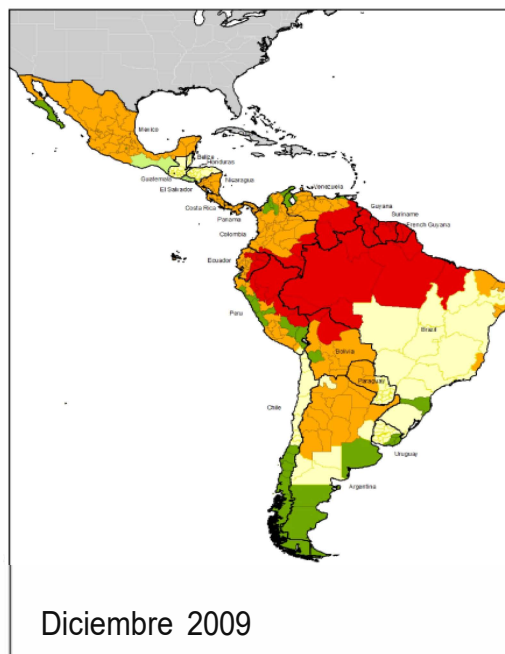 Mexico
Belize
Honduras
Guatemala
Nicaragua
El Salvador
Costa Rica
Panama
Venezuela
Guyana
Suriname
French Guyana
Colombia
Ecuador
Peru
Brazil
Bolivia
Paraguay
Chile
Uruguay
Argentina
Diciembre 2009